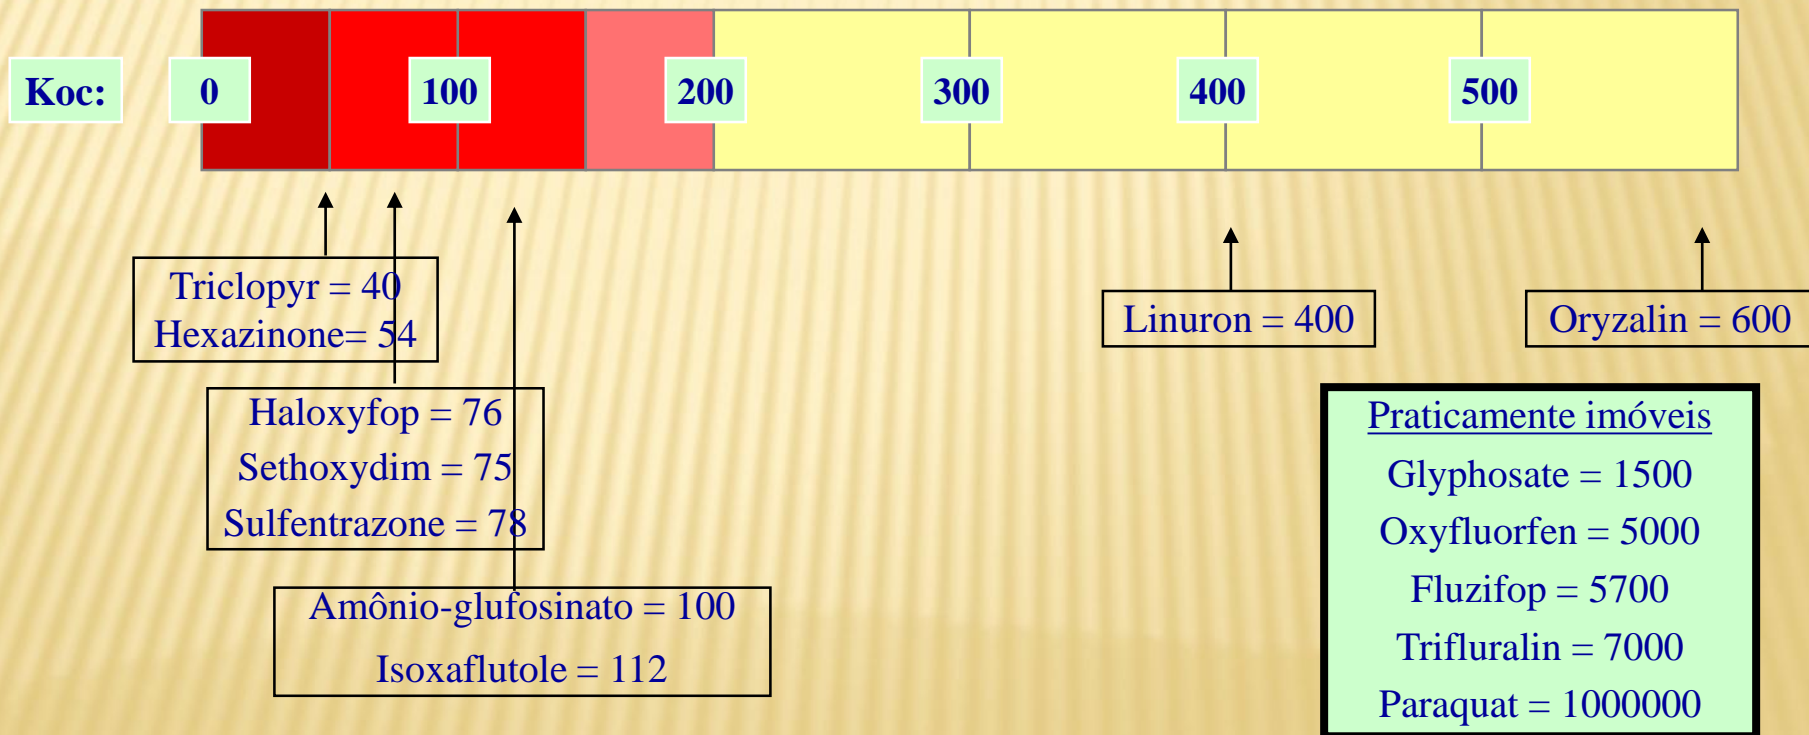 Koc: 0 100 200 300 400 500
Triclopyr = 40
Hexazinone= 54
Haloxyfop = 76
Sethoxydim = 75
Sulfentrazone = 78
Amônio-glufosinato = 100
Isoxaflutole = 112
Linuron = 400
Oryzalin = 600
Praticamente imóveis
Glyphosate = 1500
Oxyfluorfen = 5000
Fluzifop = 5700
Trifluralin = 7000
Paraquat = 1000000